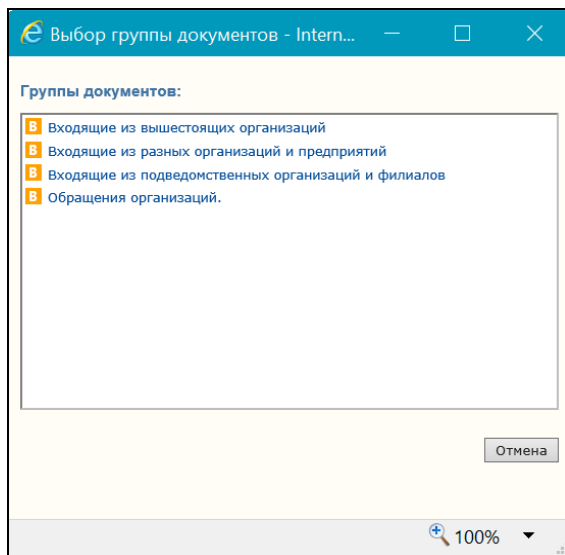 Выбор группы документов - Intern...
Группы документов:
В Входящие из вышестоящих организаций
В Входящие из разных организаций и предприятий
В Входящие из подведомственных организаций и филиалов
В Обращения организаций.
Отмена
100%